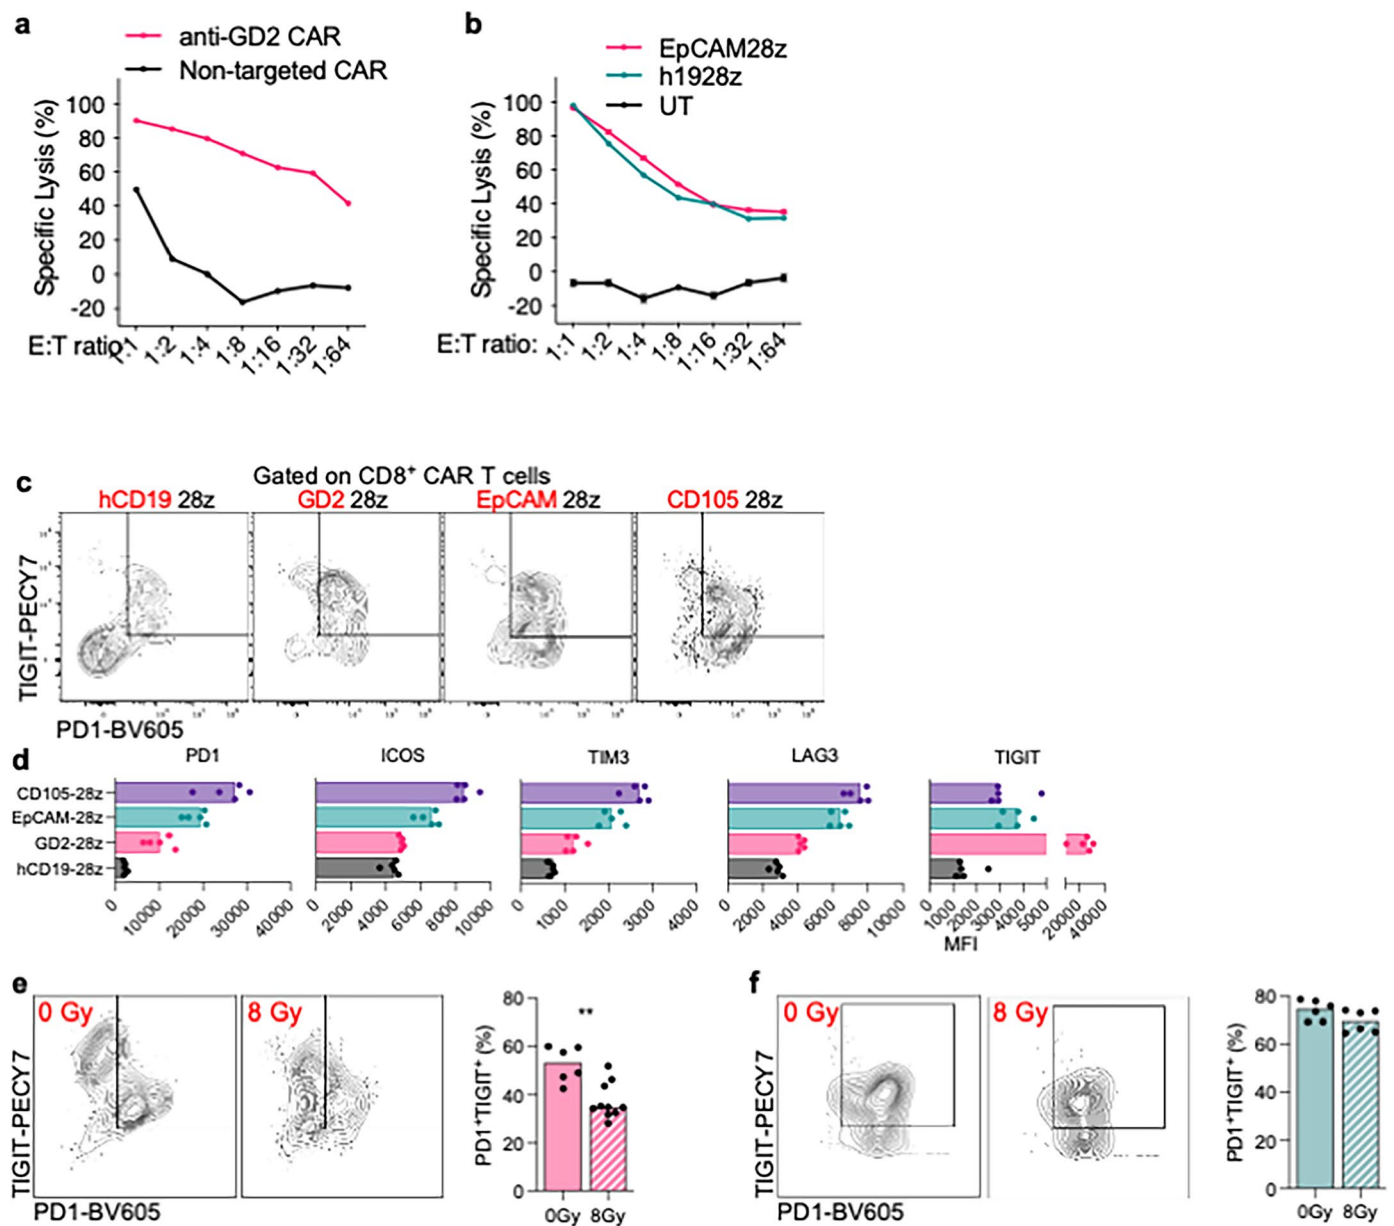 a
anti-GD2 CAR
Non-targeted CAR
Specific Lysis (%)
100
80
60
40
20
0
-20
E:T ratio
1:1 1:2 1:4 1:8 1:16 1:32 1:64
b
EpCAM28z
h1928z
UT
Specific Lysis (%)
100
80
60
40
20
0
-20
E:T ratio:
1:1 1:2 1:4 1:8 1:16 1:32 1:64
c
Gated on CD8+ CAR T cells
hCD19 28z GD2 28z EpCAM 28z CD105 28z
TIGIT-PECY7
PD1-BV605
d
PD1 ICOS TIM3 LAG3 TIGIT
CD105-28z
EpCAM-28z
GD2-28z
hCD19-28z
0 10000 20000 30000 40000
0 2000 4000 6000 8000 10000
0 1000 2000 3000 4000
0 2000 4000 6000 8000 10000
0 1000 2000 3000 4000 5000 20000 40000
MFI
e
0 Gy 8 Gy
TIGIT-PECY7
PD1-BV605
PD1+TIGIT+ (%)
80
60
40
20
0
**
0Gy 8Gy
f
0 Gy 8 Gy
TIGIT-PECY7
PD1-BV605
PD1+TIGIT+ (%)
80
60
40
20
0
0Gy 8Gy